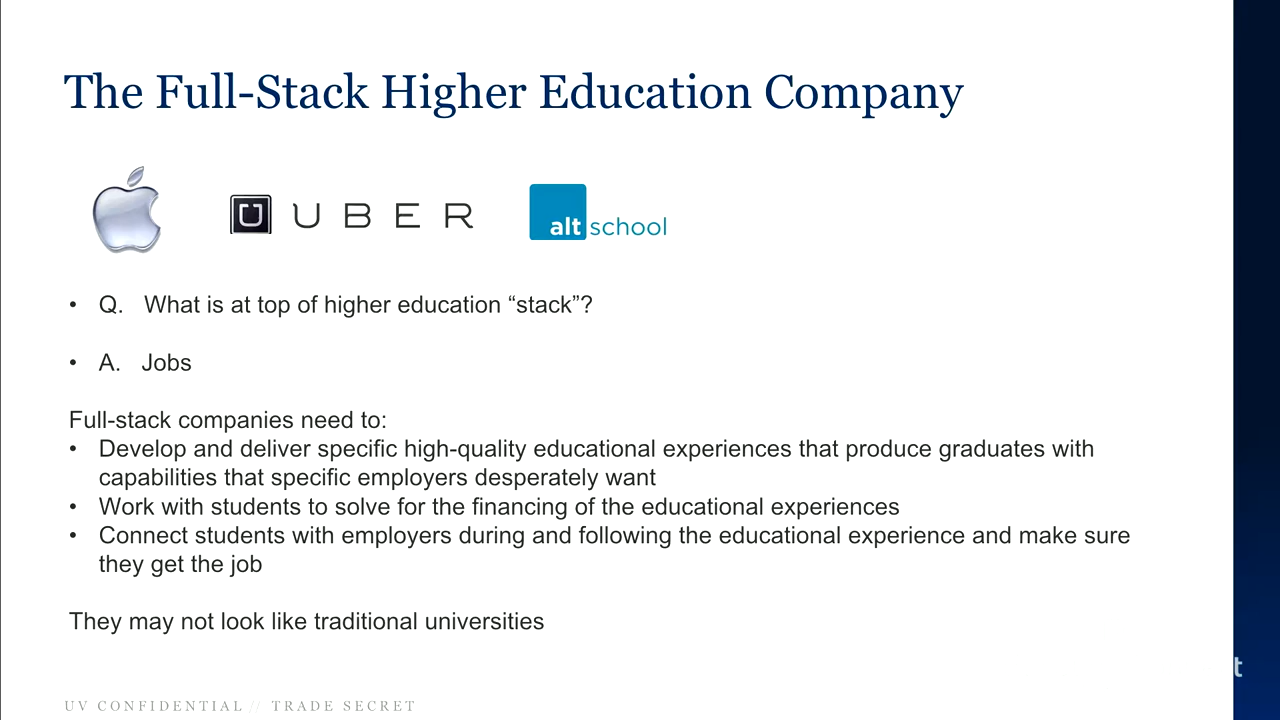 The Full-Stack Higher Education Company
U UBER alt school
• Q. What is at top of higher education “stack”?
• A. Jobs
Full-stack companies need to:
• Develop and deliver specific high-quality educational experiences that produce graduates with
capabilities that specific employers desperately want
• Work with students to solve for the financing of the educational experiences
• Connect students with employers during and following the educational experience and make sure
they get the job
They may not look like traditional universities
t
UV CONFIDENTIAL // TRADE SECRET